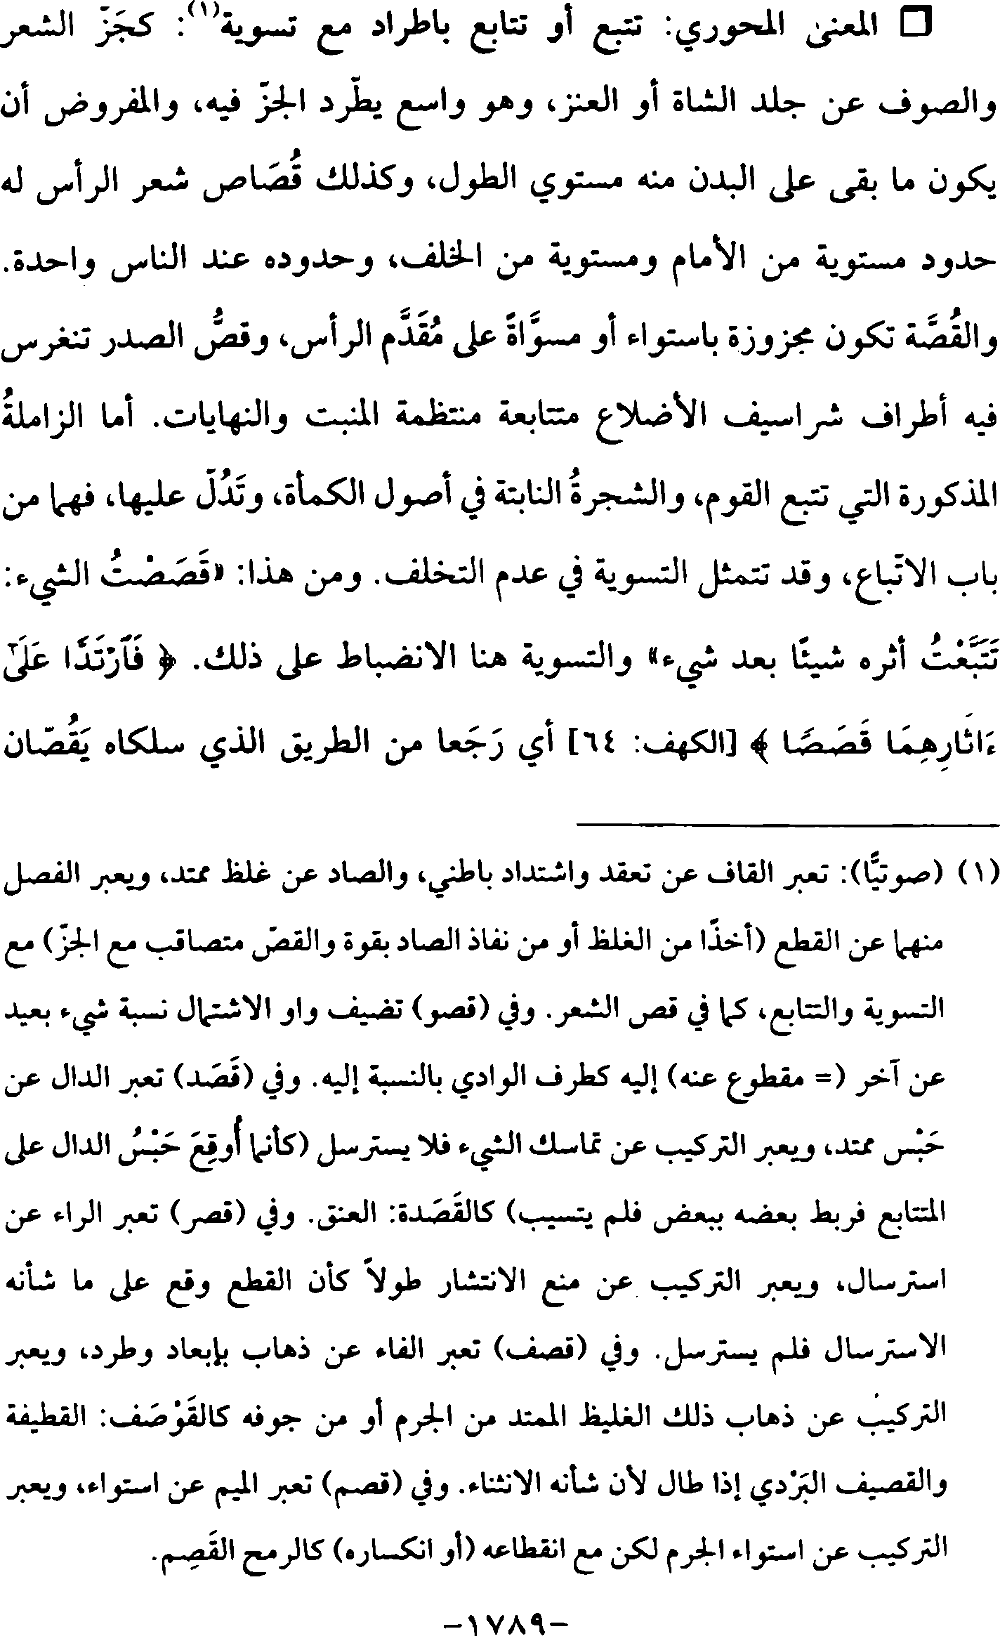 □ المعنىٰ المحوري: تتبع أو تتابع باطراد مع تسوية(١): كجَزّ الشعر
والصوف عن جلد الشاة أو العنز، وهو واسع يطّرد الجزّ فيه، والمفروض أن
يكون ما بقى على البدن منه مستوي الطول، وكذلك قُصَاص شعر الرأس له
حدود مستوية من الأمام ومستوية من الخلف، وحدوده عند الناس واحدة.
والقُصَّة تكون مجزوزة باستواء أو مسوَّاةً على مُقَدَّم الرأس، وقصُّ الصدر تنغرس
فيه أطراف شراسيف الأضلاع متتابعة منتظمة المنبت والنهايات. أما الزاملةُ
المذكورة التي تتبع القوم، والشجرةُ النابتة في أصول الكمأة، وتَدُلّ عليها، فهما من
باب الاتّباع، وقد تتمثل التسوية في عدم التخلف. ومن هذا: «قَصَصْتُ الشيء:
تَتَبَّعْتُ أثره شيئًا بعد شيء» والتسوية هنا الانضباط على ذلك. ﴿ فَٱرْتَدَّا عَلَىٰٓ
ءَاثَارِهِمَا قَصَصًا ﴾ [الكهف: ٦٤] أي رَجَعا من الطريق الذي سلكاه يَقُصّان
(١) (صوتيًّا): تعبر القاف عن تعقد واشتداد باطني، والصاد عن غلظ ممتد، ويعبر الفصل
منهما عن القطع (أخذًا من الغلظ أو من نفاذ الصاد بقوة والقصّ متصاقب مع الجزّ) مع
التسوية والتتابع، كما في قص الشعر. وفي (قصو) تضيف واو الاشتمال نسبة شيء بعيد
عن آخر (= مقطوع عنه) إليه كطرف الوادي بالنسبة إليه. وفي (قَصَد) تعبر الدال عن
حَبْس ممتد، ويعبر التركيب عن تماسك الشيء فلا يسترسل (كأنما أُوقِعَ حَبْسُ الدال على
المتتابع فربط بعضه ببعض فلم يتسيب) كالقَصَدة: العنق. وفي (قصر) تعبر الراء عن
استرسال، ويعبر التركيب عن منع الانتشار طولاً كأن القطع وقع على ما شأنه
الاسترسال فلم يسترسل. وفي (قصف) تعبر الفاء عن ذهاب بإبعاد وطرد، ويعبر
التركيب عن ذهاب ذلك الغليظ الممتد من الجرم أو من جوفه كالقَوْصَف: القطيفة
والقصيف البَرْدي إذا طال لأن شأنه الانثناء. وفي (قصم) تعبر الميم عن استواء، ويعبر
التركيب عن استواء الجرم لكن مع انقطاعه (أو انكساره) كالرمح القَصِم.
-١٧٨٩-